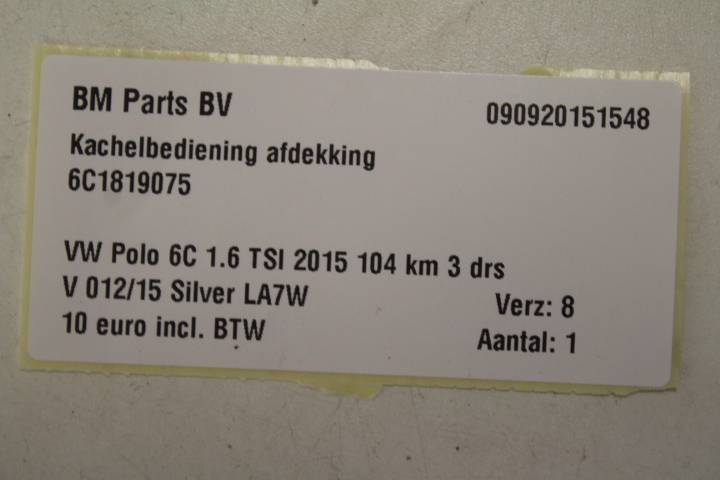 BM Parts BV 090920151548
Kachelbediening afdekking
6C1819075
VW Polo 6C 1.6 TSI 2015 104 km 3 drs
V 012/15 Silver LA7W Verz: 8
10 euro incl. BTW Aantal: 1